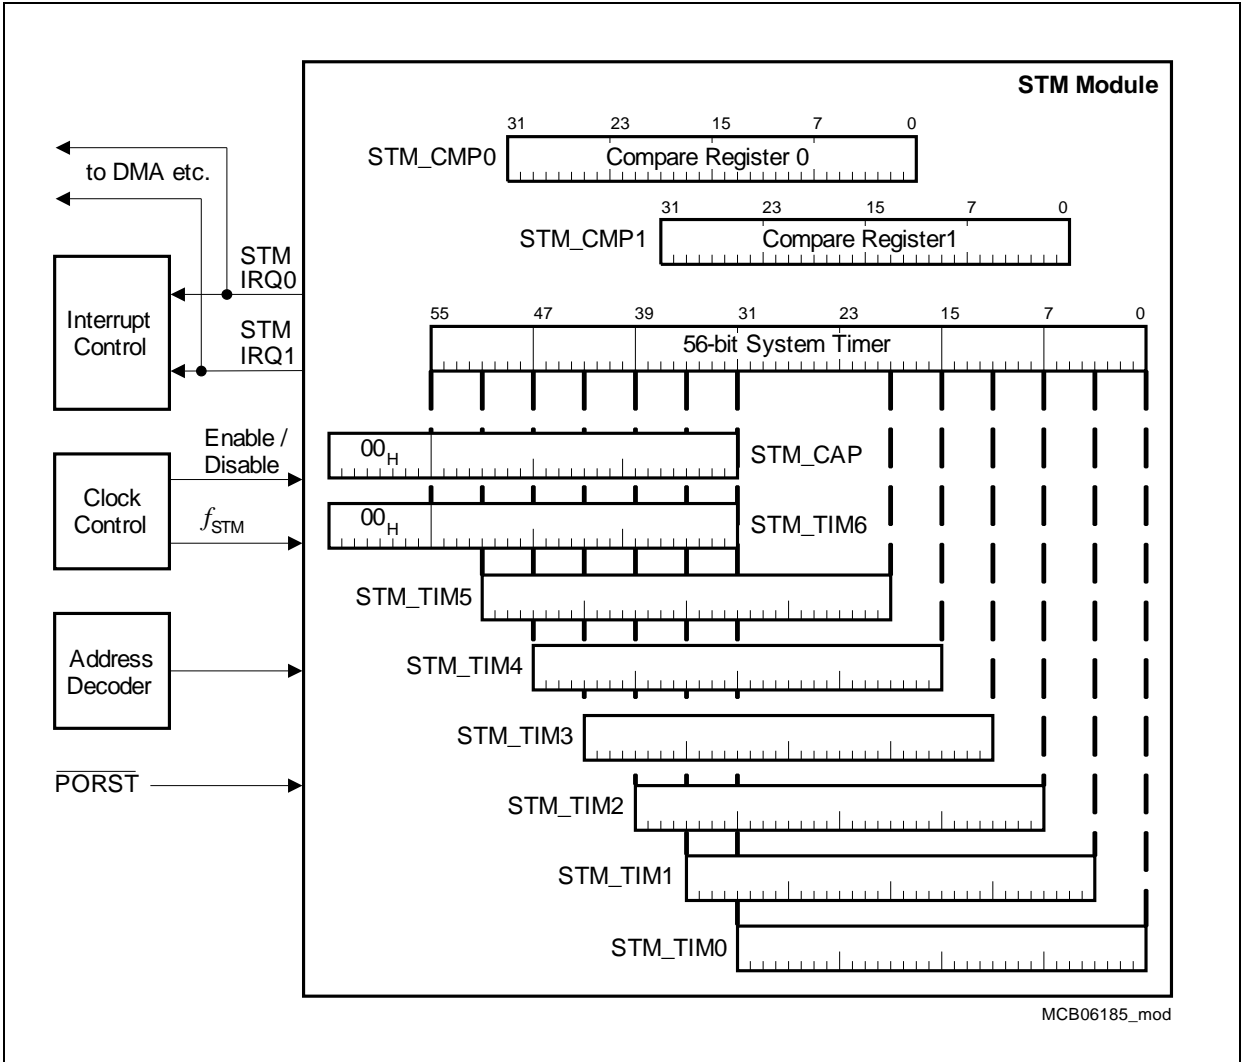 STM Module
31 23 15 7 0
STM_CMP0 Compare Register 0
to DMA etc.
31 23 15 7 0
STM_CMP1 Compare Register1
STM
IRQ0
Interrupt
Control
STM
IRQ1
55 47 39 31 23 15 7 0
56-bit System Timer
Enable /
Disable
00H STM_CAP
Clock
Control
fSTM
00H STM_TIM6
STM_TIM5
Address
Decoder
STM_TIM4
STM_TIM3
PORST
STM_TIM2
STM_TIM1
STM_TIM0
MCB06185_mod